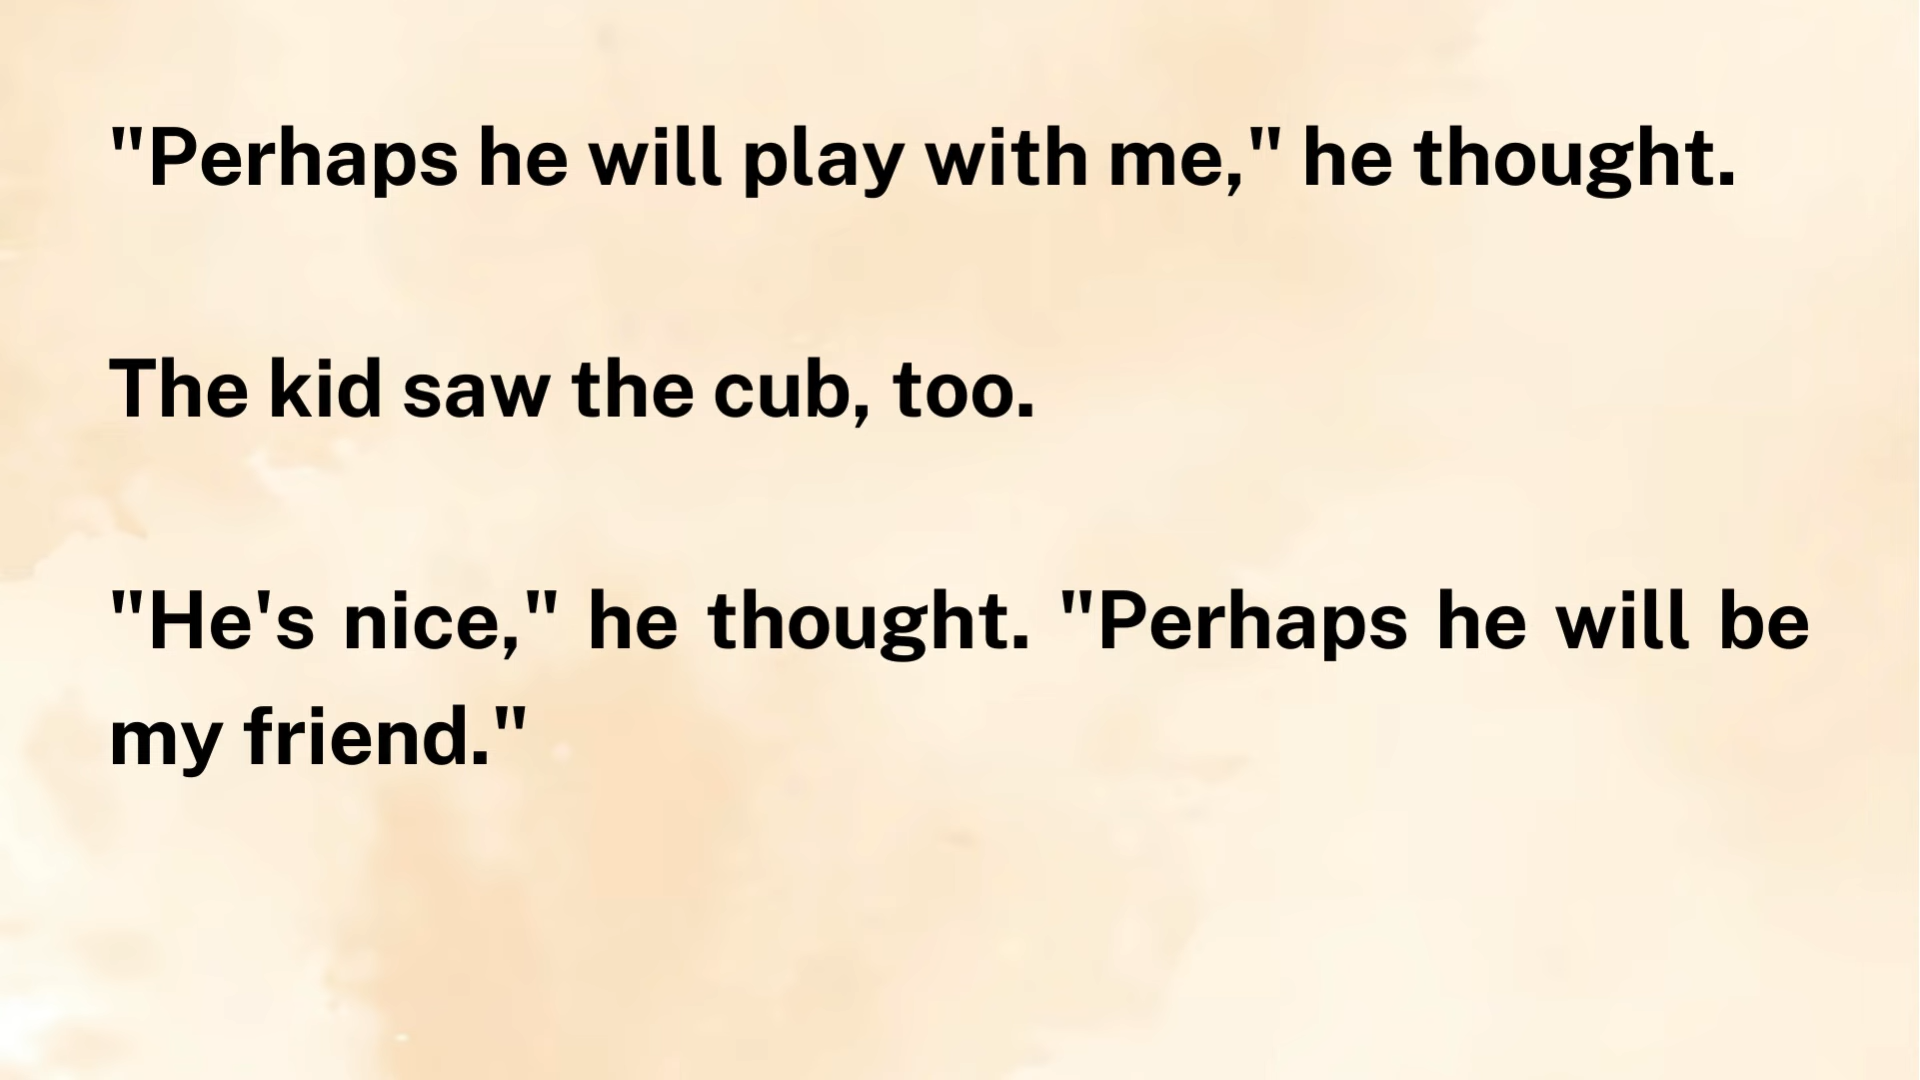 "Perhaps he will play with me," he thought.
The kid saw the cub, too.
"He's nice," he thought. "Perhaps he will be
my friend."